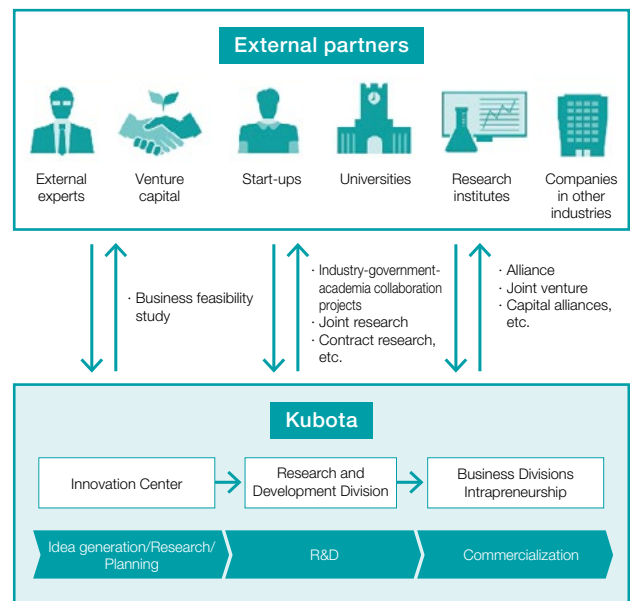 External partners
External
experts
Venture
capital
Start-ups
Universities
Research
institutes
Companies
in other
industries
· Business feasibility
study
· Industry-government-
academia collaboration
projects
· Joint research
· Contract research,
etc.
· Alliance
· Joint venture
· Capital alliances,
etc.
Kubota
Innovation Center
Research and
Development Division
Business Divisions
Intrapreneurship
Idea generation/Research/
Planning
R&D
Commercialization